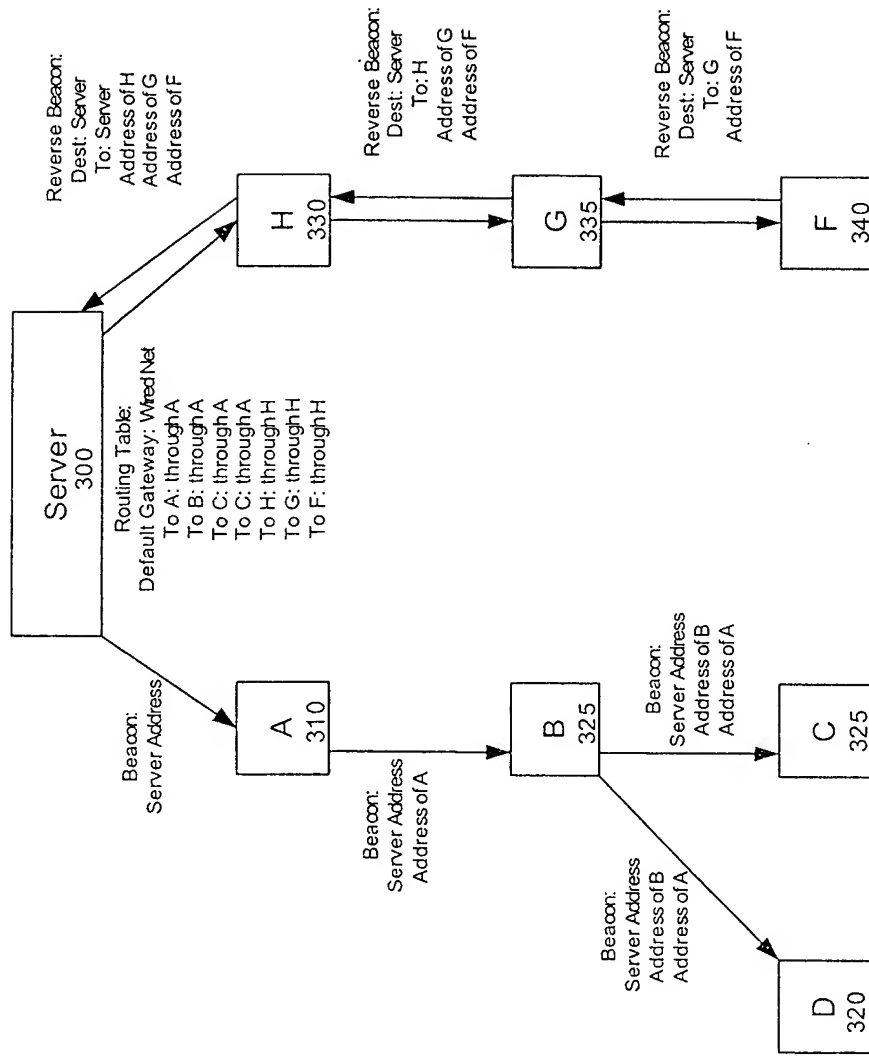 Server
300
Routing Table:
Default Gateway: Wired Net
To A: through A
To B: through A
To C: through A
To C: through A
To H: through H
To G: through H
To F: through H
Beacon:
Server Address
A
310
Beacon:
Server Address
Address of A
B
325
Beacon:
Server Address
Address of B
Address of A
C
325
Beacon:
Server Address
Address of B
Address of A
D
320
Reverse Beacon:
Dest: Server
To: Server
Address of H
Address of G
Address of F
H
330
Reverse Beacon:
Dest: Server
To: H
Address of G
Address of F
G
335
Reverse Beacon:
Dest: Server
To: G
Address of F
F
340